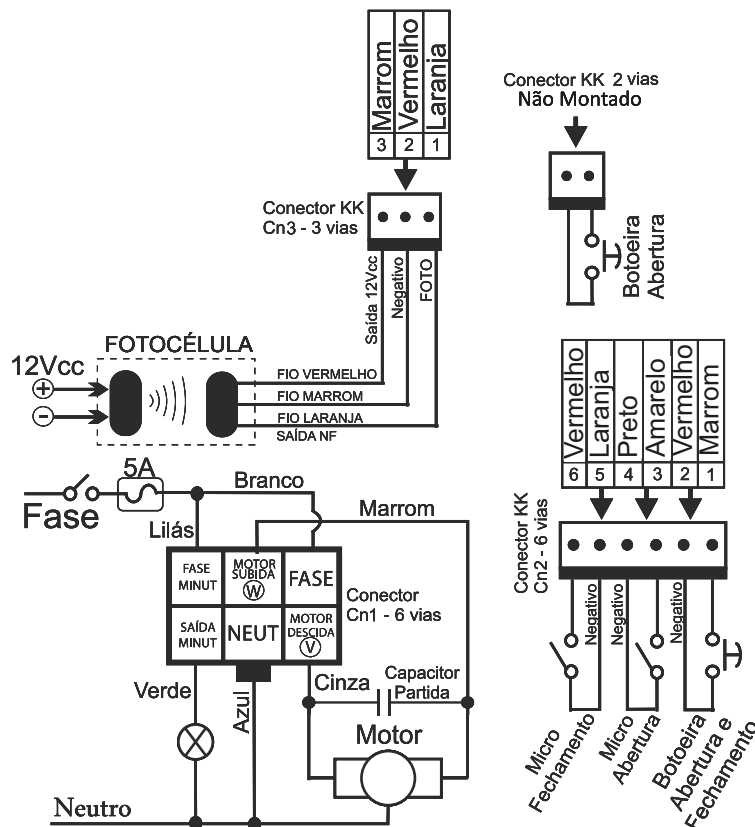 Marrom
Vermelho
Laranja
3 2 1
Conector KK
Cn3 - 3 vias
Saída 12Vcc
Negativo
FOTO
Conector KK 2 vias
Não Montado
Botoeira
Abertura
FOTOCÉLULA
12Vcc
+
-
FIO VERMELHO
FIO MARROM
FIO LARANJA
SAÍDA NF
Vermelho
Laranja
Preto
Amarelo
Vermelho
Marrom
6 5 4 3 2 1
Conector KK
Cn2 - 6 vias
Negativo
Negativo
Negativo
Micro
Fechamento
Micro
Abertura
Botoeira
Abertura e
Fechamento
5A
Fase
Branco
Lilás
Marrom
FASE
MINUT
MOTOR
SUBIDA
W
FASE
SAÍDA
MINUT
NEUT
MOTOR
DESCIDA
V
Conector
Cn1 - 6 vias
Verde
Azul
Cinza
Capacitor
Partida
Motor
Neutro